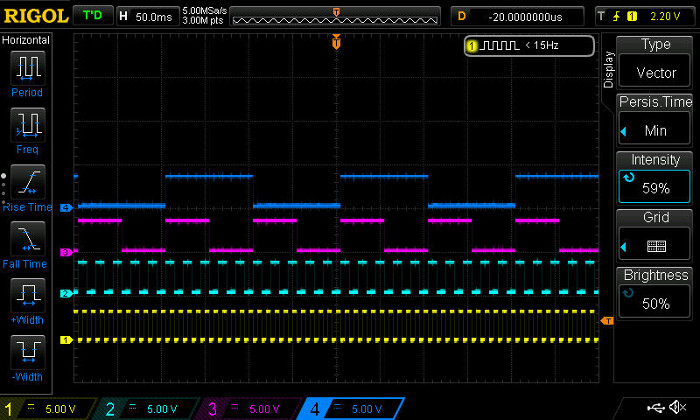 RIGOL T'D H 50.0ms 5.00MSa/s 3.00M pts T D -20.0000000us T 1 2.20 V
Horizontal
Period
Freq
Rise Time
Fall Time
+Width
-Width
T
1 < 15Hz
4
3
2
1
T
Display
Type
Vector
Persis.Time
Min
Intensity
59%
Grid
Brightness
50%
1 5.00 V 2 5.00 V 3 5.00 V 4 5.00 V